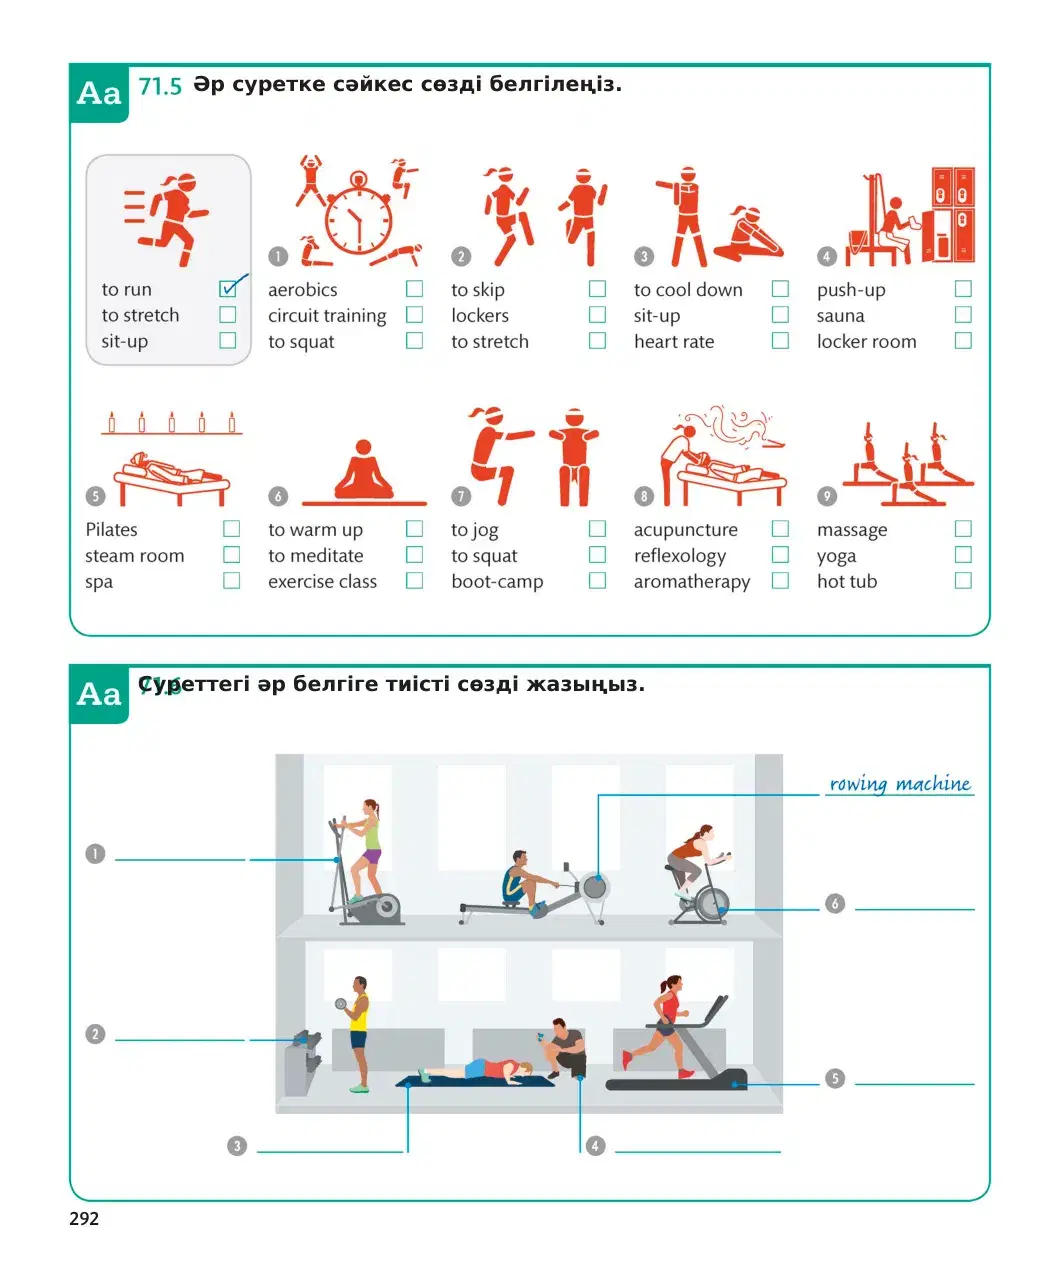 Aa 71.5 Әр суретке сәйкес сөзді белгілеңіз.
to run
to stretch
sit-up
1
aerobics
circuit training
to squat
2
to skip
lockers
to stretch
3
to cool down
sit-up
heart rate
4
push-up
sauna
locker room
5
Pilates
steam room
spa
6
to warm up
to meditate
exercise class
7
to jog
to squat
boot-camp
8
acupuncture
reflexology
aromatherapy
9
massage
yoga
hot tub
Aa 71.6 Суреттегі әр белгіге тиісті сөзді жазыңыз.
rowing machine
1
6
2
5
3
4
292